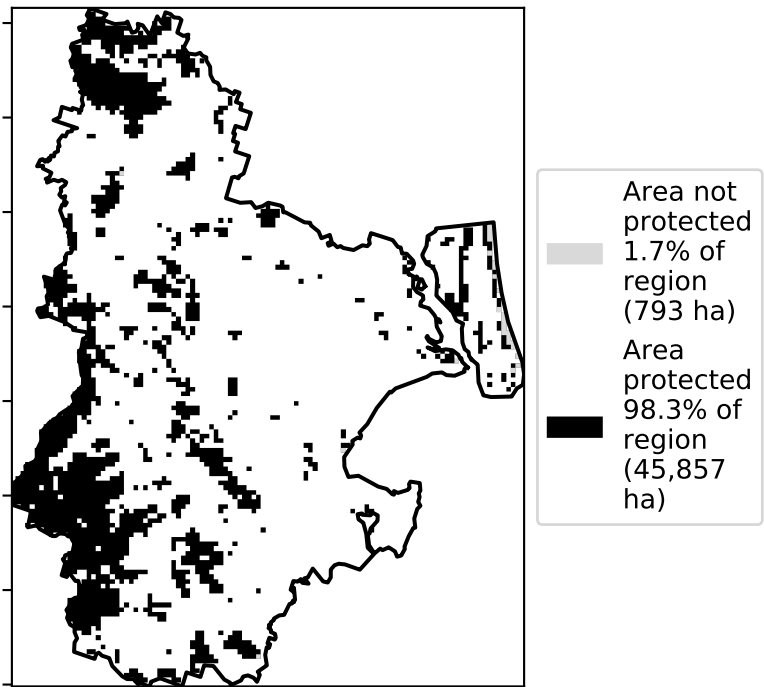 Area not
protected
1.7% of
region
(793 ha)
Area
protected
98.3% of
region
(45,857
ha)